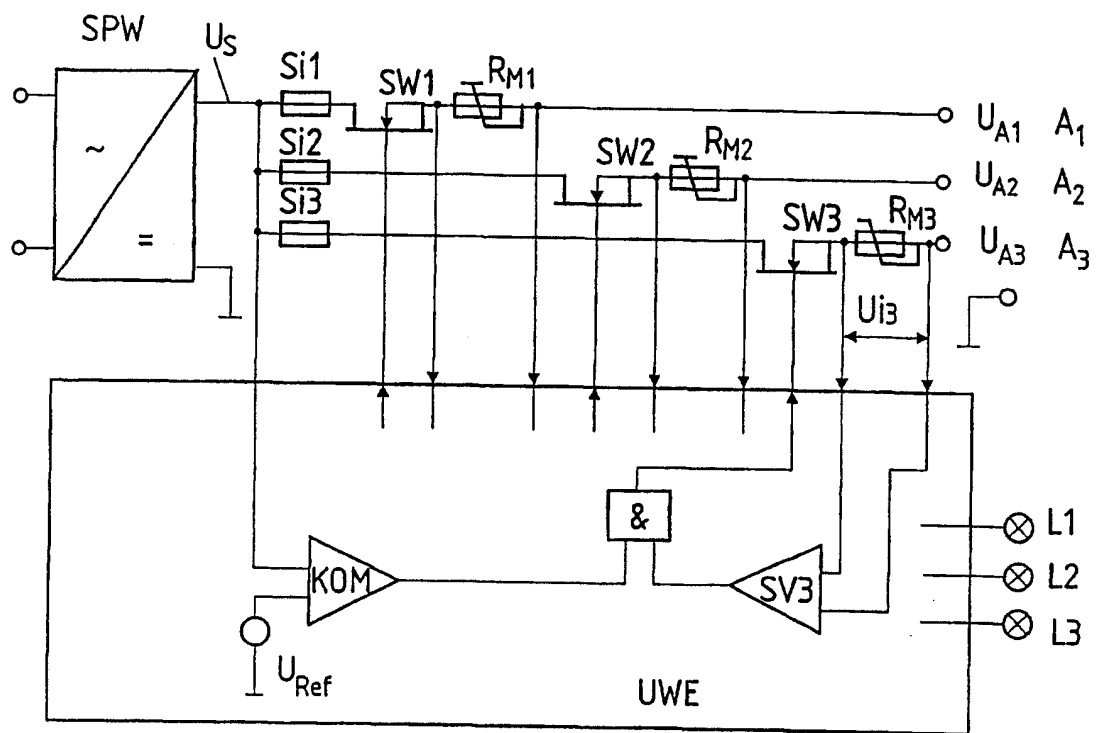 SPW
U_S
Si1
SW1
R_M1
U_A1 A_1
Si2
SW2
R_M2
U_A2 A_2
Si3
SW3
R_M3
U_A3 A_3
~
=
Ui3
&
KOM
SV3
L1
L2
L3
U_Ref
UWE